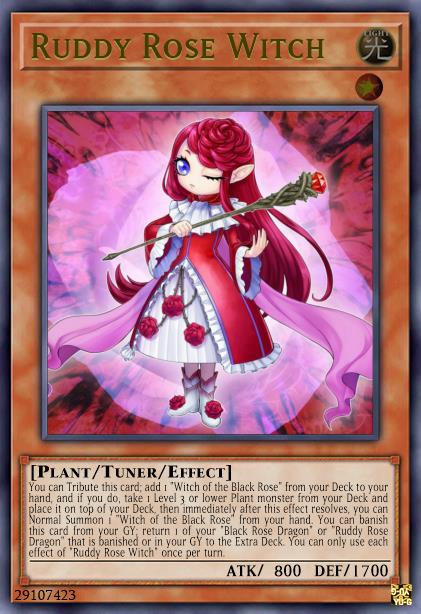 RUDDY ROSE WITCH
LIGHT
光
[PLANT/TUNER/EFFECT]
You can Tribute this card; add 1 "Witch of the Black Rose" from your Deck to your
hand, and if you do, take 1 Level 3 or lower Plant monster from your Deck and
place it on top of your Deck, then immediately after this effect resolves, you can
Normal Summon 1 "Witch of the Black Rose" from your hand. You can banish
this card from your GY; return 1 of your "Black Rose Dragon" or "Ruddy Rose
Dragon" that is banished or in your GY to the Extra Deck. You can only use each
effect of "Ruddy Rose Witch" once per turn.
ATK/ 800 DEF/1700
29107423